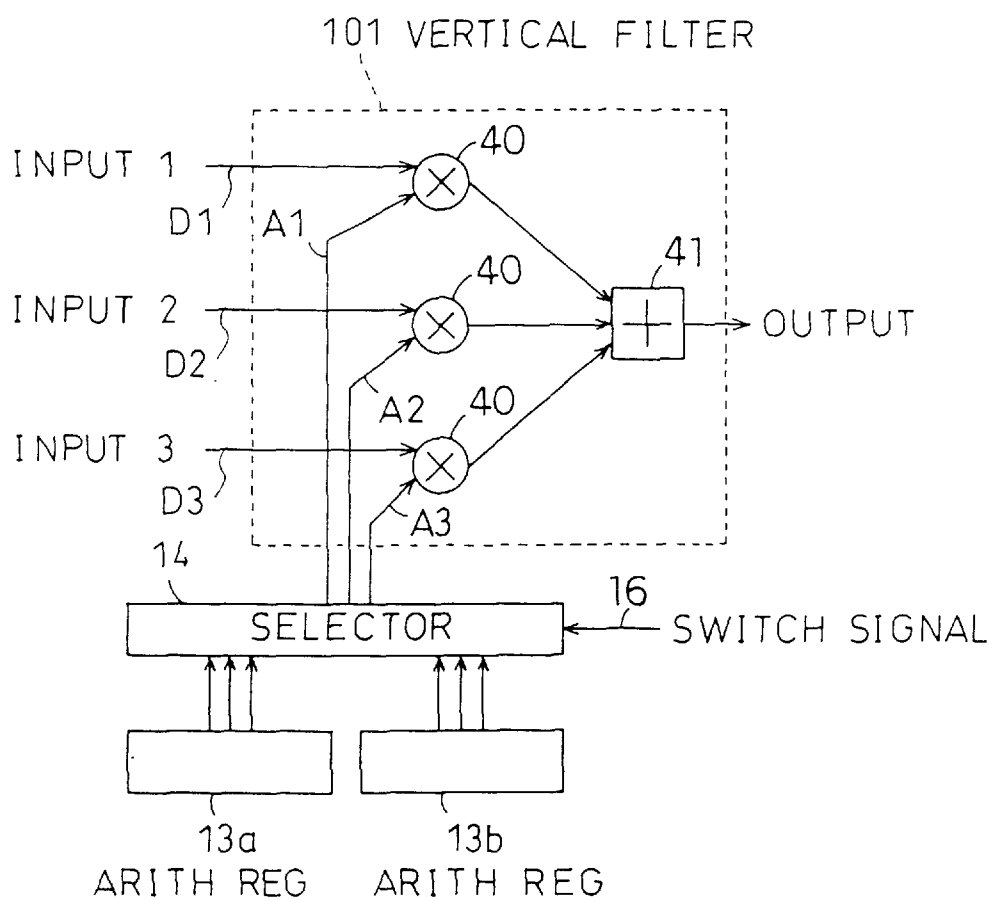 101 VERTICAL FILTER
INPUT 1
40
D1
A1
INPUT 2
40
41
OUTPUT
D2
A2
INPUT 3
40
D3
A3
14
SELECTOR
16
SWITCH SIGNAL
13a
ARITH REG
13b
ARITH REG